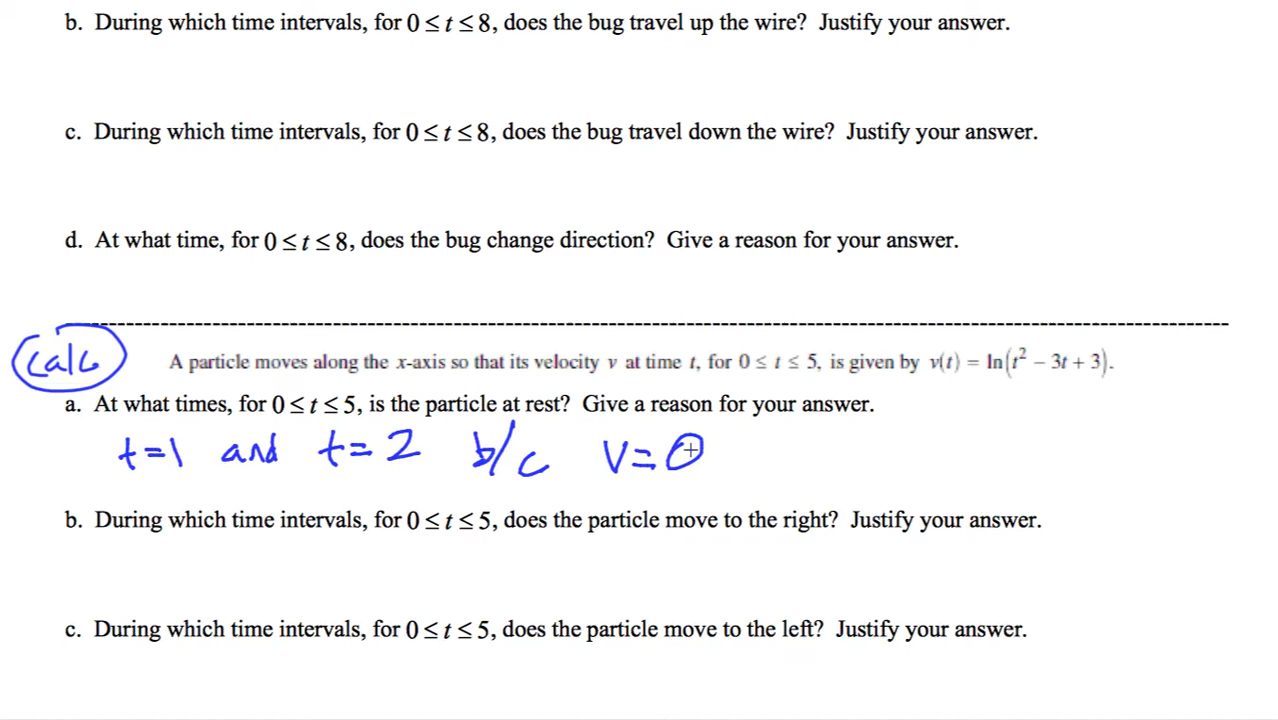 b. During which time intervals, for 0 ≤ t ≤ 8, does the bug travel up the wire? Justify your answer.
c. During which time intervals, for 0 ≤ t ≤ 8, does the bug travel down the wire? Justify your answer.
d. At what time, for 0 ≤ t ≤ 8, does the bug change direction? Give a reason for your answer.
Calc A particle moves along the x-axis so that its velocity v at time t, for 0 ≤ t ≤ 5, is given by v(t) = ln(t² − 3t + 3).
a. At what times, for 0 ≤ t ≤ 5, is the particle at rest? Give a reason for your answer.
t=1 and t=2 b/c v=0
b. During which time intervals, for 0 ≤ t ≤ 5, does the particle move to the right? Justify your answer.
c. During which time intervals, for 0 ≤ t ≤ 5, does the particle move to the left? Justify your answer.